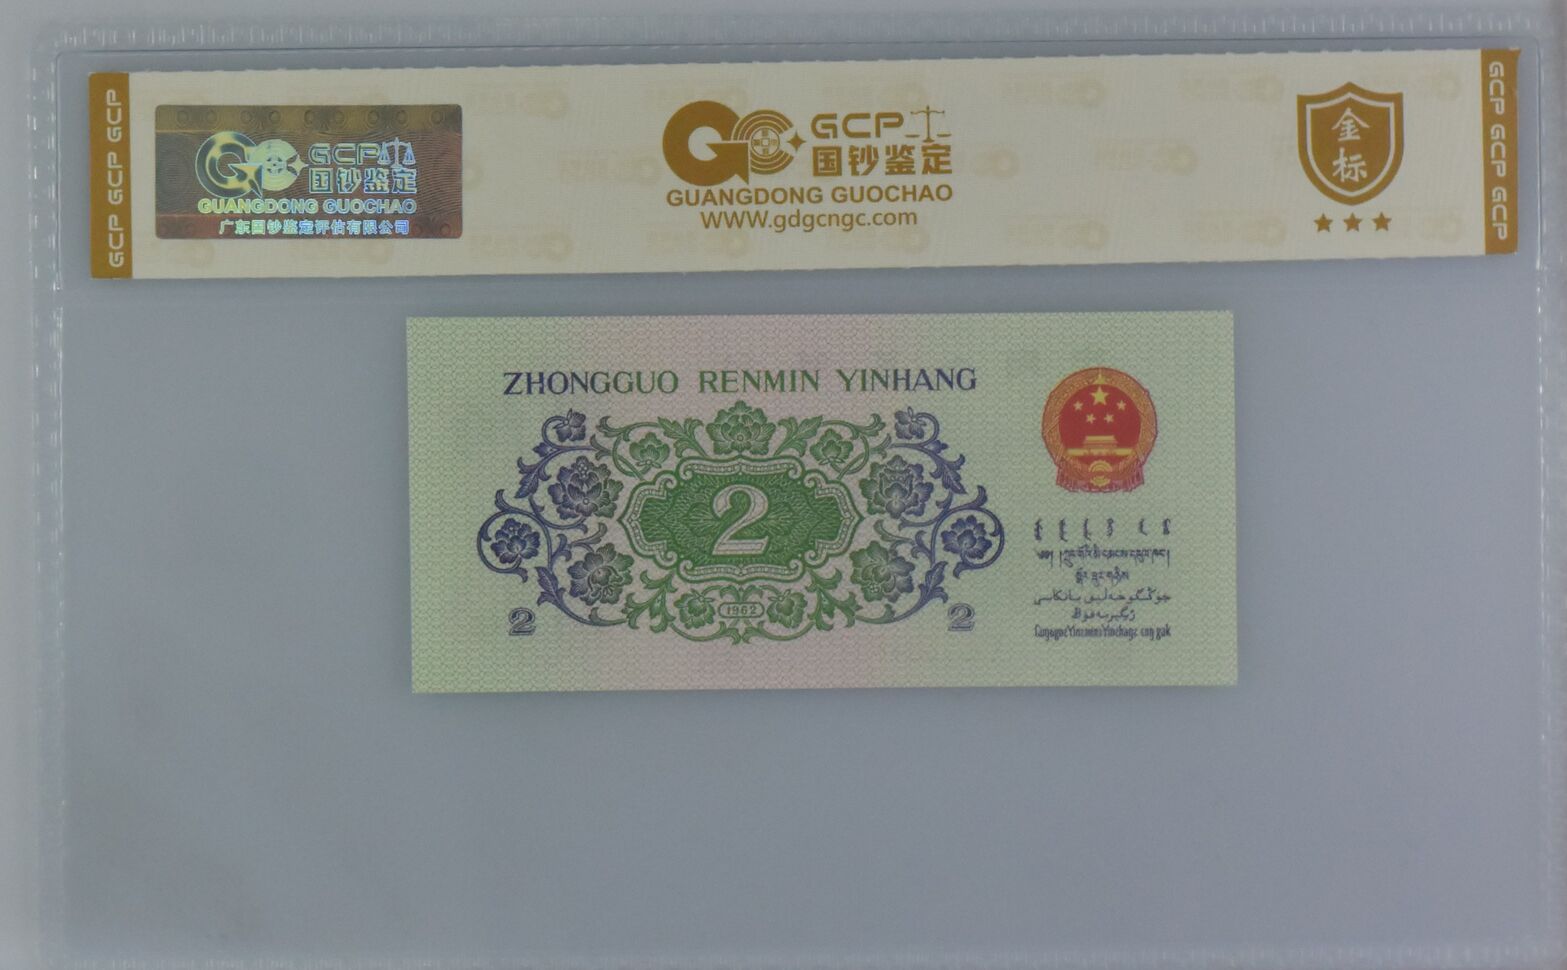 GCP GCP GCP
GCP
国钞鉴定
GUANGDONG GUOCHAO
广东国钞鉴定评估有限公司
GCP
国钞鉴定
GUANGDONG GUOCHAO
WWW.gdgcngc.com
金
标
GCP GCP GCP
ZHONGGUO RENMIN YINHANG
2
1962
2
2